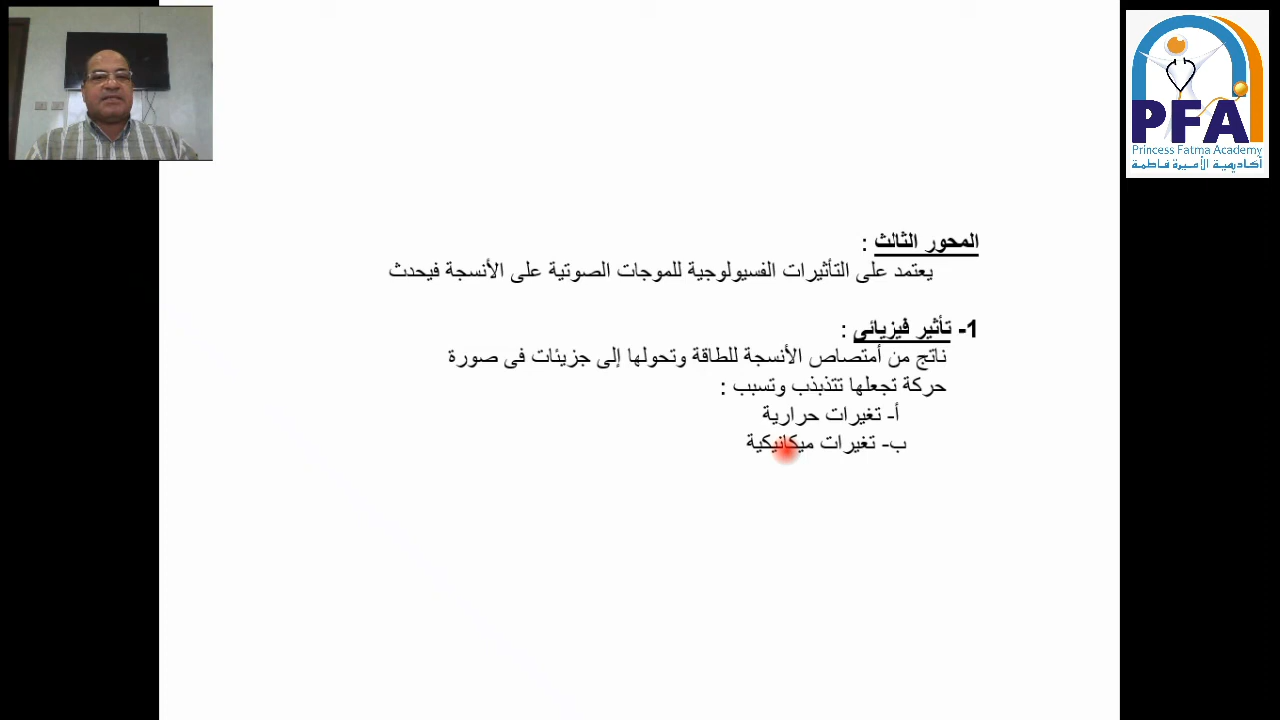 PFA
Princess Fatma Academy
أكاديمية الأميرة فاطمة
المحور الثالث :
يعتمد على التأثيرات الفسيولوجية للموجات الصوتية على الأنسجة فيحدث
1- تأثير فيزيائى :
ناتج من أمتصاص الأنسجة للطاقة وتحولها إلى جزيئات فى صورة
حركة تجعلها تتذبذب وتسبب :
أ- تغيرات حرارية
ب- تغيرات ميكانيكية